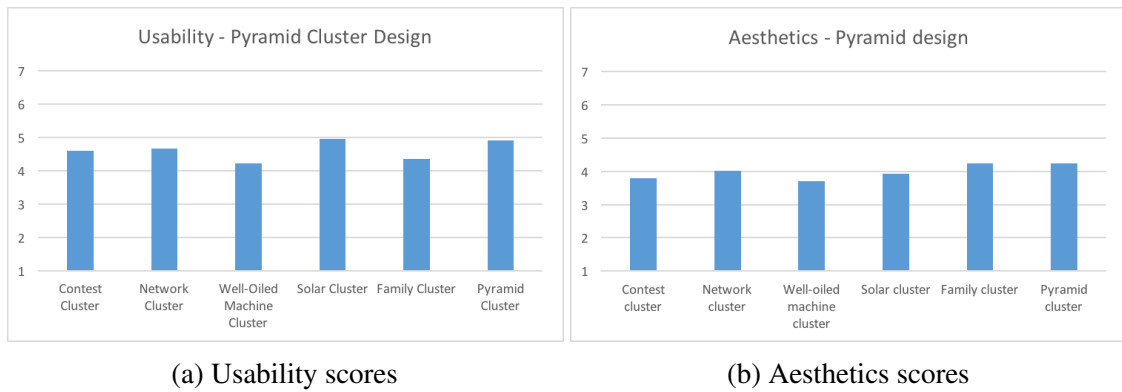 Usability - Pyramid Cluster Design
7
6
5
4
3
2
1
Contest Cluster
Network Cluster
Well-Oiled Machine Cluster
Solar Cluster
Family Cluster
Pyramid Cluster
(a) Usability scores
Aesthetics - Pyramid design
7
6
5
4
3
2
1
Contest cluster
Network cluster
Well-oiled machine cluster
Solar cluster
Family cluster
Pyramid cluster
(b) Aesthetics scores